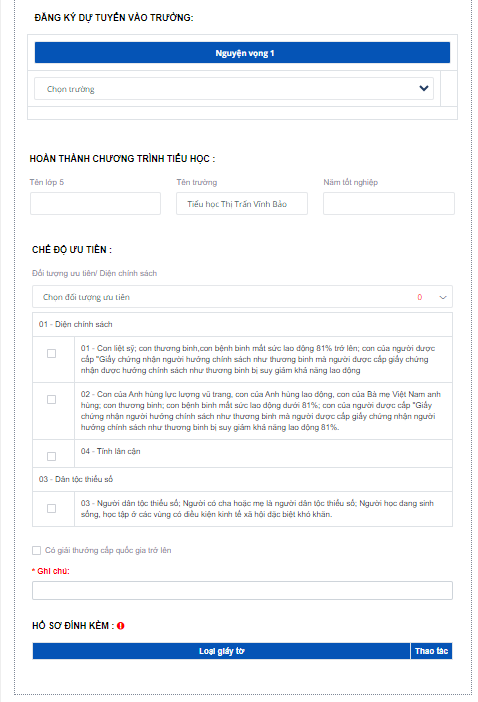 ĐĂNG KÝ DỰ TUYỂN VÀO TRƯỜNG:
Nguyện vọng 1
Chọn trường
HOÀN THÀNH CHƯƠNG TRÌNH TIỂU HỌC :
Tên lớp 5
Tên trường
Năm tốt nghiệp
Tiểu học Thị Trấn Vĩnh Bảo
CHẾ ĐỘ ƯU TIÊN :
Đối tượng ưu tiên/ Diện chính sách
Chọn đối tượng ưu tiên
0
01 - Diện chính sách
01 - Con liệt sỹ; con thương binh,con bệnh binh mất sức lao động 81% trở lên; con của người được
cấp "Giấy chứng nhận người hưởng chính sách như thương binh mà người được cấp giấy chứng
nhận được hưởng chính sách như thương binh bị suy giảm khả năng lao động
02 - Con của Anh hùng lực lượng vũ trang, con của Anh hùng lao động, con của Bà mẹ Việt Nam anh
hùng; con thương binh; con bệnh binh mất sức lao động dưới 81%; con của người được cấp "Giấy
chứng nhận người hưởng chính sách như thương binh mà người được cấp giấy chứng nhận người
hưởng chính sách như thương binh bị suy giảm khả năng lao động 81%.
04 - Tỉnh lân cận
03 - Dân tộc thiểu số
03 - Người dân tộc thiểu số; Người có cha hoặc mẹ là người dân tộc thiểu số; Người học đang sinh
sống, học tập ở các vùng có điều kiện kinh tế xã hội đặc biệt khó khăn.
Có giải thưởng cấp quốc gia trở lên
* Ghi chú:
HỒ SƠ ĐÍNH KÈM :
Loại giấy tờ
Thao tác